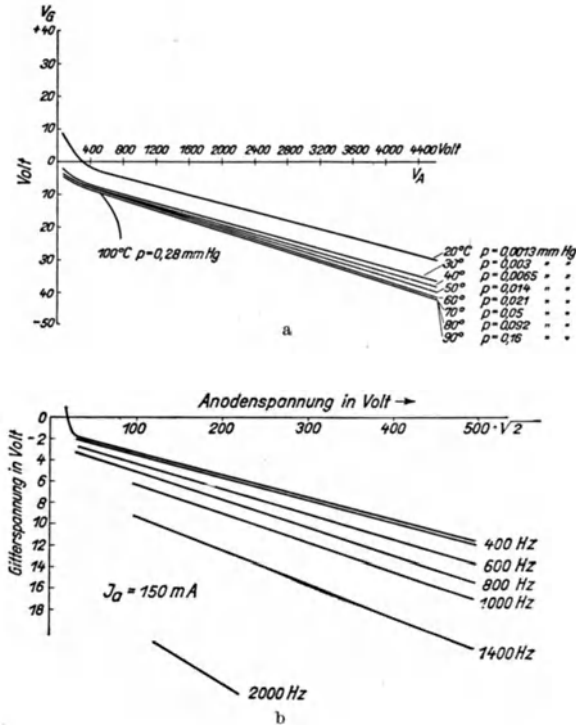 V_G
+40
30
20
10
0
10
20
30
40
-50
Volt
400 800 1200 1600 2000 2400 2800 3200 3600 4000 4400 Volt
V_A
100°C p=0,28 mm Hg
20°C p=0,0013 mm Hg
30° p=0,003 " "
40° p=0,0065 " "
50° p=0,014 " "
60° p=0,021 " "
70° p=0,05 " "
80° p=0,092 " "
90° p=0,16 " "
a
Anodenspannung in Volt →
100 200 300 400 500·√2
0
-2
4
6
8
10
12
14
16
18
Gitterspannung in Volt
J_a = 150 mA
400 Hz
600 Hz
800 Hz
1000 Hz
1400 Hz
2000 Hz
b